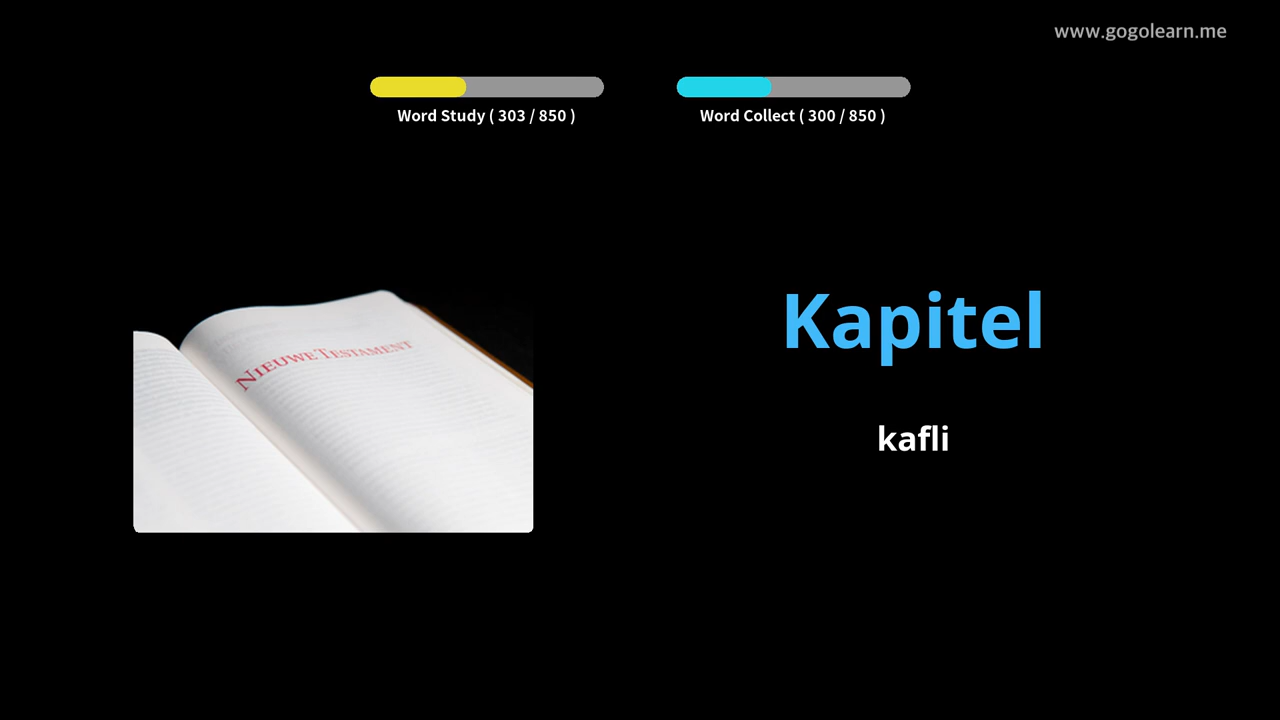 www.gogolearn.me
Word Study ( 303 / 850 )
Word Collect ( 300 / 850 )
NIEUWE TESTAMENT
Kapitel
kafli